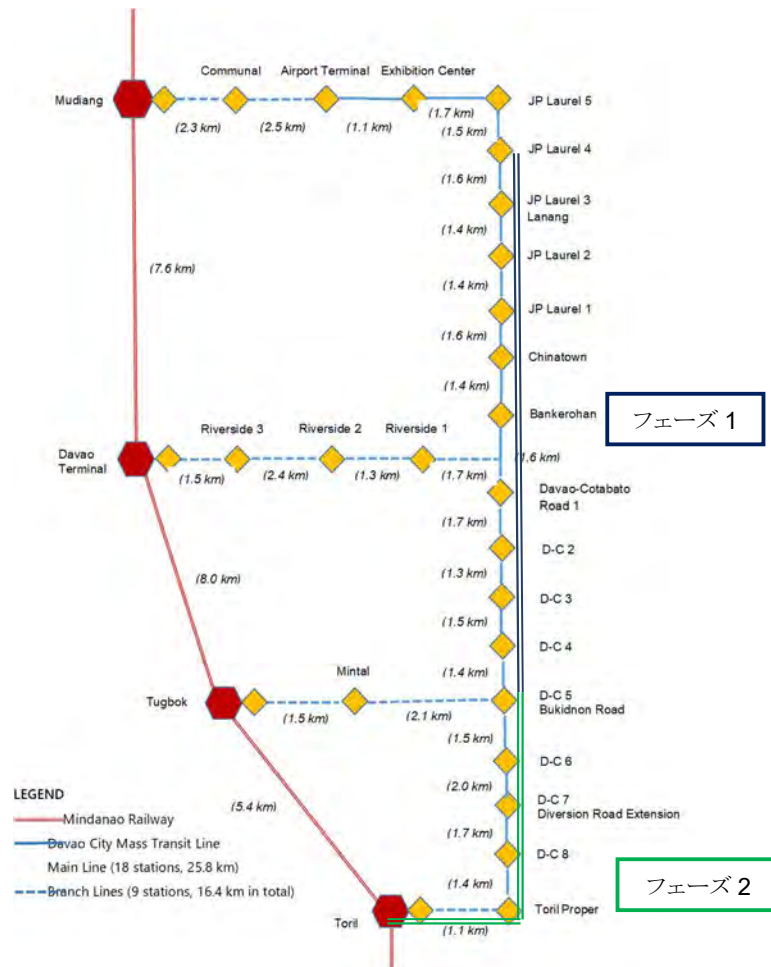 Communal
Airport Terminal
Exhibition Center
Mudiang
JP Laurel 5
(2.3 km)
(2.5 km)
(1.1 km)
(1.7 km)
(1.5 km)
JP Laurel 4
(1.6 km)
JP Laurel 3
Lanang
(1.4 km)
JP Laurel 2
(7.6 km)
(1.4 km)
JP Laurel 1
(1.6 km)
Chinatown
(1.4 km)
Bankerohan
フェーズ 1
Riverside 3
Riverside 2
Riverside 1
Davao
Terminal
(1.5 km)
(2.4 km)
(1.3 km)
(1.7 km)
(1.6 km)
Davao-Cotabato
Road 1
(1.7 km)
D-C 2
(8.0 km)
(1.3 km)
D-C 3
(1.5 km)
D-C 4
(1.4 km)
Mintal
Tugbok
D-C 5
Bukidnon Road
(1.5 km)
(2.1 km)
(1.5 km)
D-C 6
(2.0 km)
(5.4 km)
D-C 7
Diversion Road Extension
(1.7 km)
D-C 8
(1.4 km)
フェーズ 2
Toril
Toril Proper
(1.1 km)
LEGEND
Mindanao Railway
Davao City Mass Transit Line
Main Line (18 stations, 25.8 km)
Branch Lines (9 stations, 16.4 km in total)